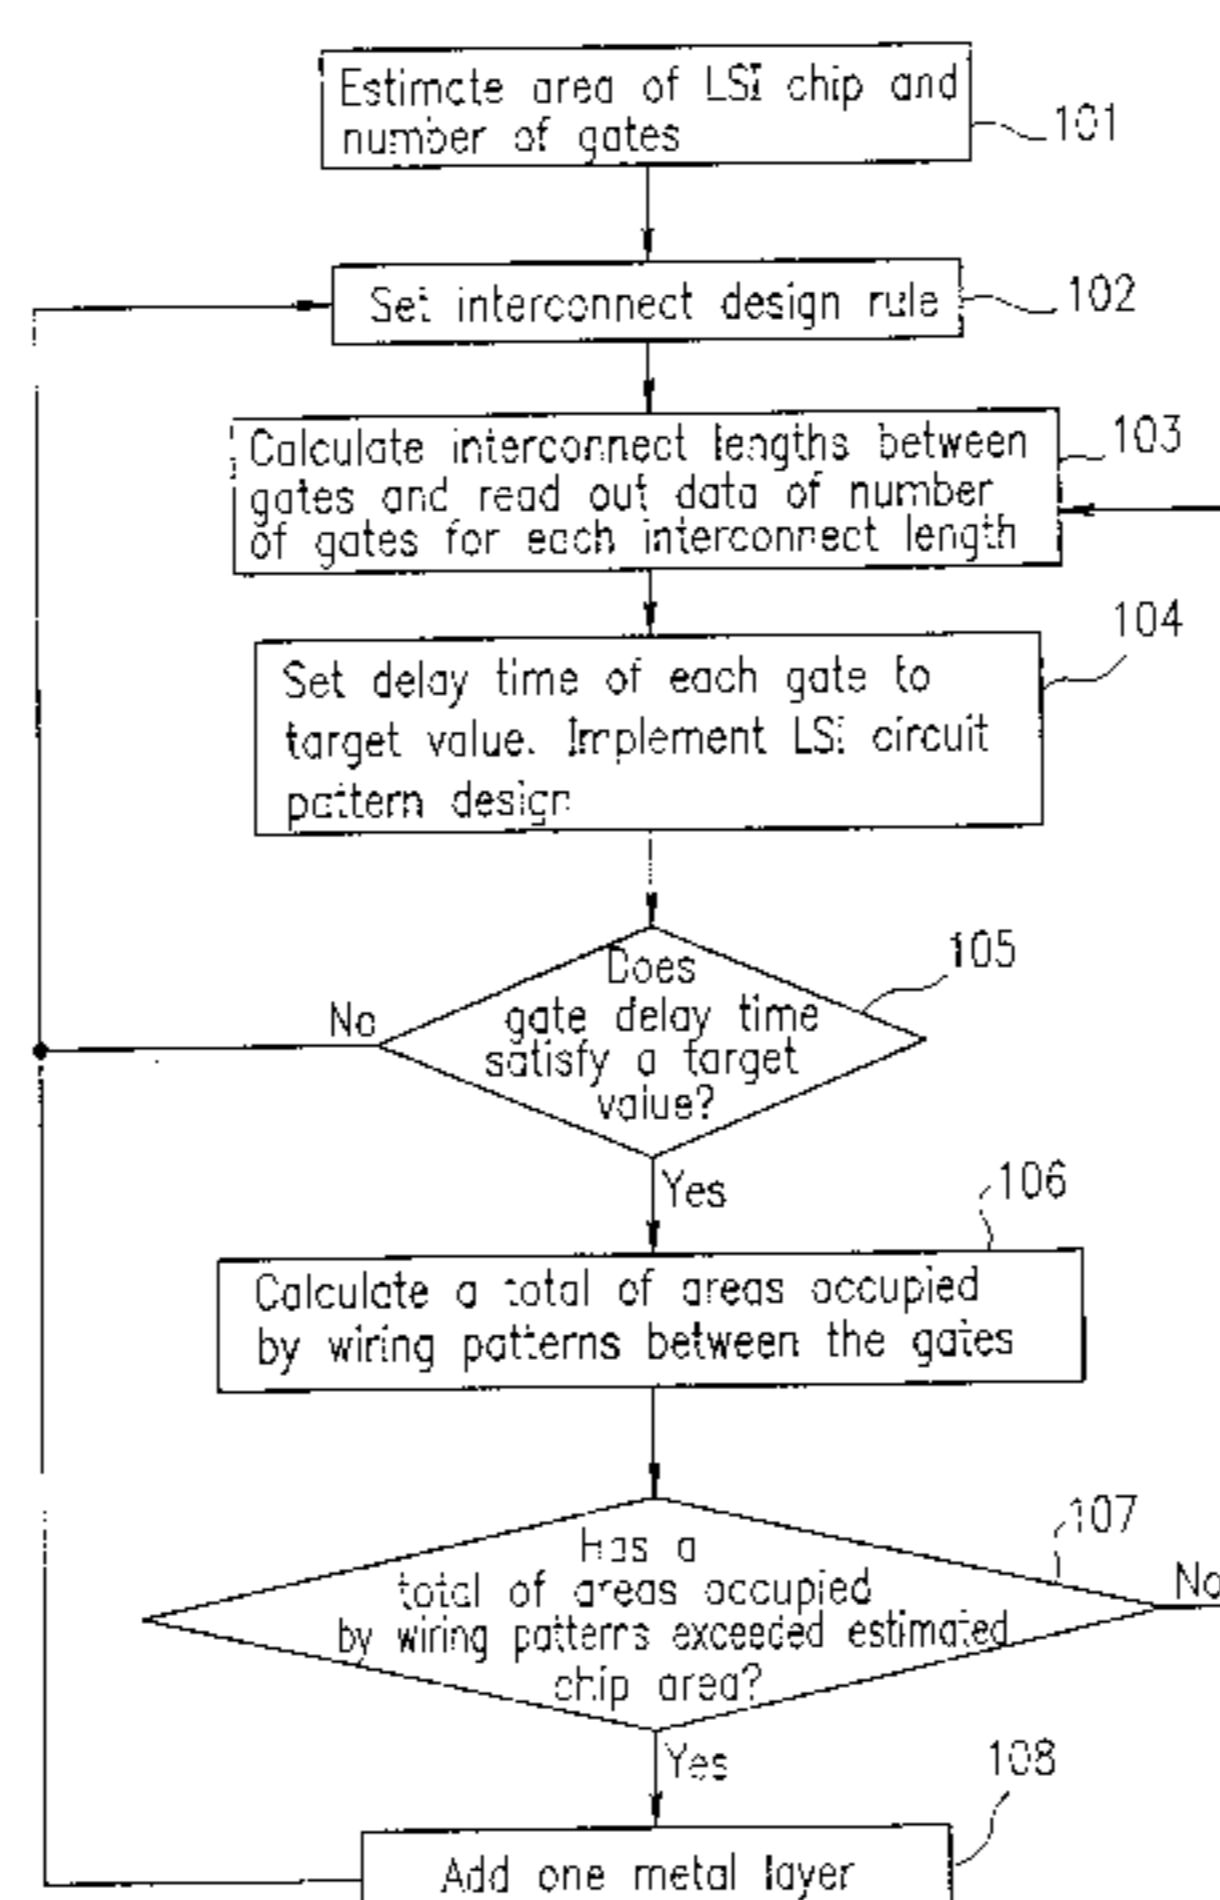 Estimate area of LSI chip and
number of gates
101
Set interconnect design rule
102
Calculate interconnect lengths between
gates and read out data of number
of gates for each interconnect length
103
Set delay time of each gate to
target value. Implement LSI circuit
pattern design
104
Does
gate delay time
satisfy a target
value?
105
No
Yes
106
Calculate a total of areas occupied
by wiring patterns between the gates
107
Has a
total of areas occupied
by wiring patterns exceeded estimated
chip area?
No
Yes
108
Add one metal layer